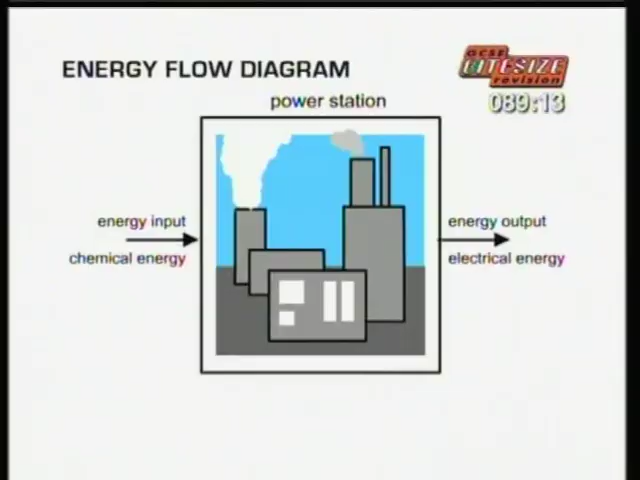 ENERGY FLOW DIAGRAM
GCSE
BITESIZE
revision
089:13
power station
energy input
chemical energy
energy output
electrical energy